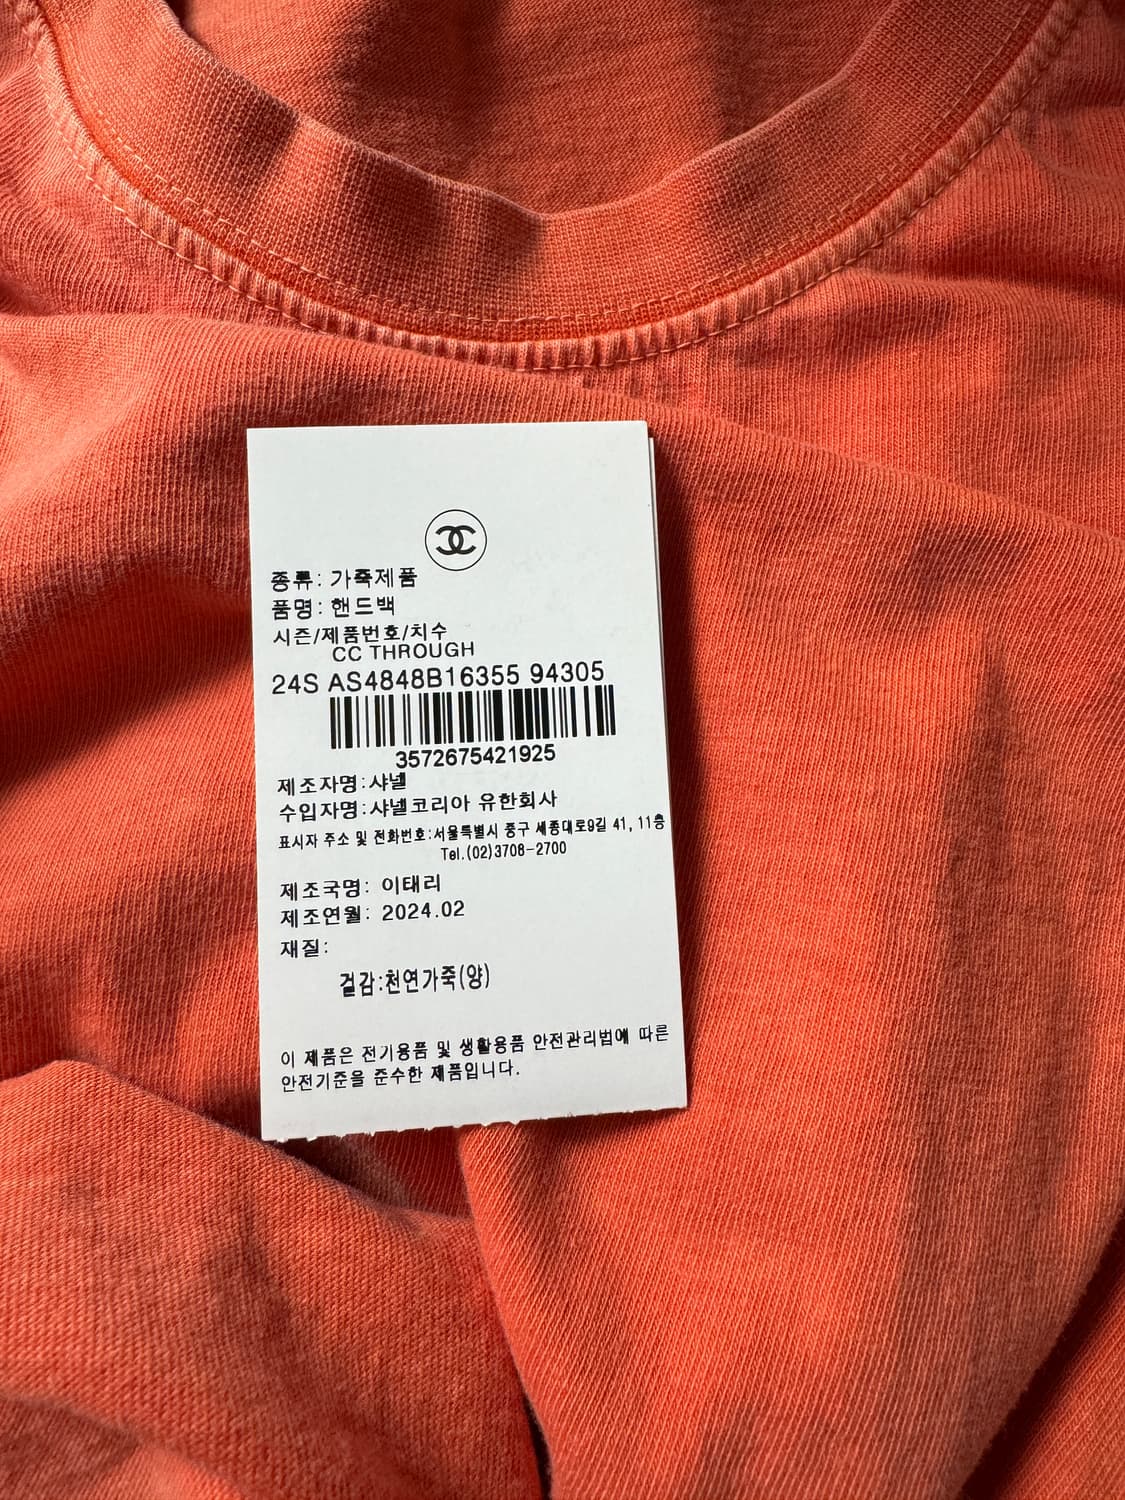 종류: 가죽제품
품명: 핸드백
시즌/제품번호/치수
CC THROUGH
24S AS4848B16355 94305
3572675421925
제조자명:샤넬
수입자명:샤넬코리아 유한회사
표시자 주소 및 전화번호:서울특별시 중구 세종대로9길 41, 11층
Tel.(02)3708-2700
제조국명: 이태리
제조연월: 2024.02
재질:
겉감:천연가죽(양)
이 제품은 전기용품 및 생활용품 안전관리법에 따른
안전기준을 준수한 제품입니다.